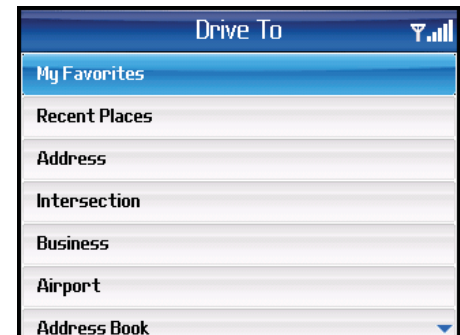 Drive To
My Favorites
Recent Places
Address
Intersection
Business
Airport
Address Book